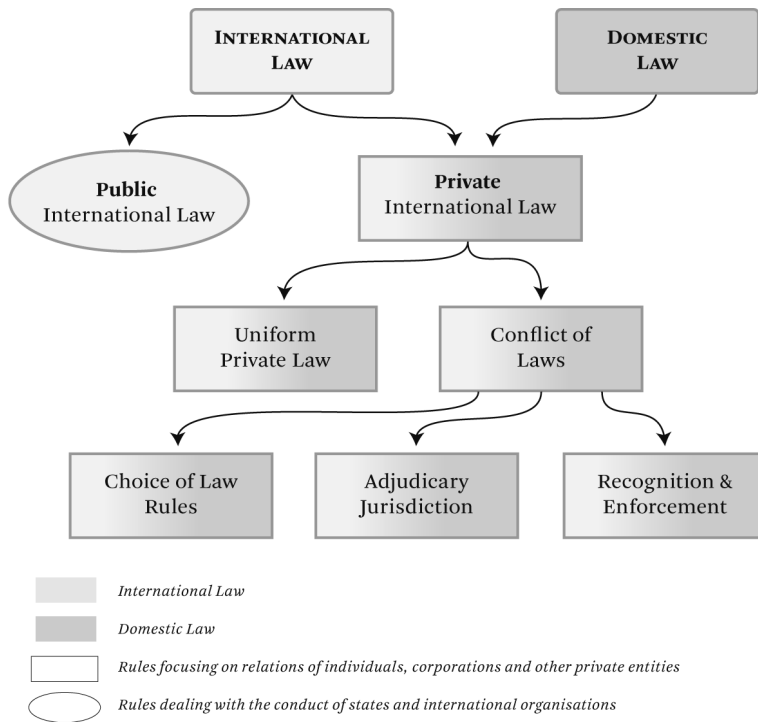 INTERNATIONAL
LAW
DOMESTIC
LAW
Public
International Law
Private
International Law
Uniform
Private Law
Conflict of
Laws
Choice of Law
Rules
Adjudicary
Jurisdiction
Recognition &
Enforcement
International Law
Domestic Law
Rules focusing on relations of individuals, corporations and other private entities
Rules dealing with the conduct of states and international organisations